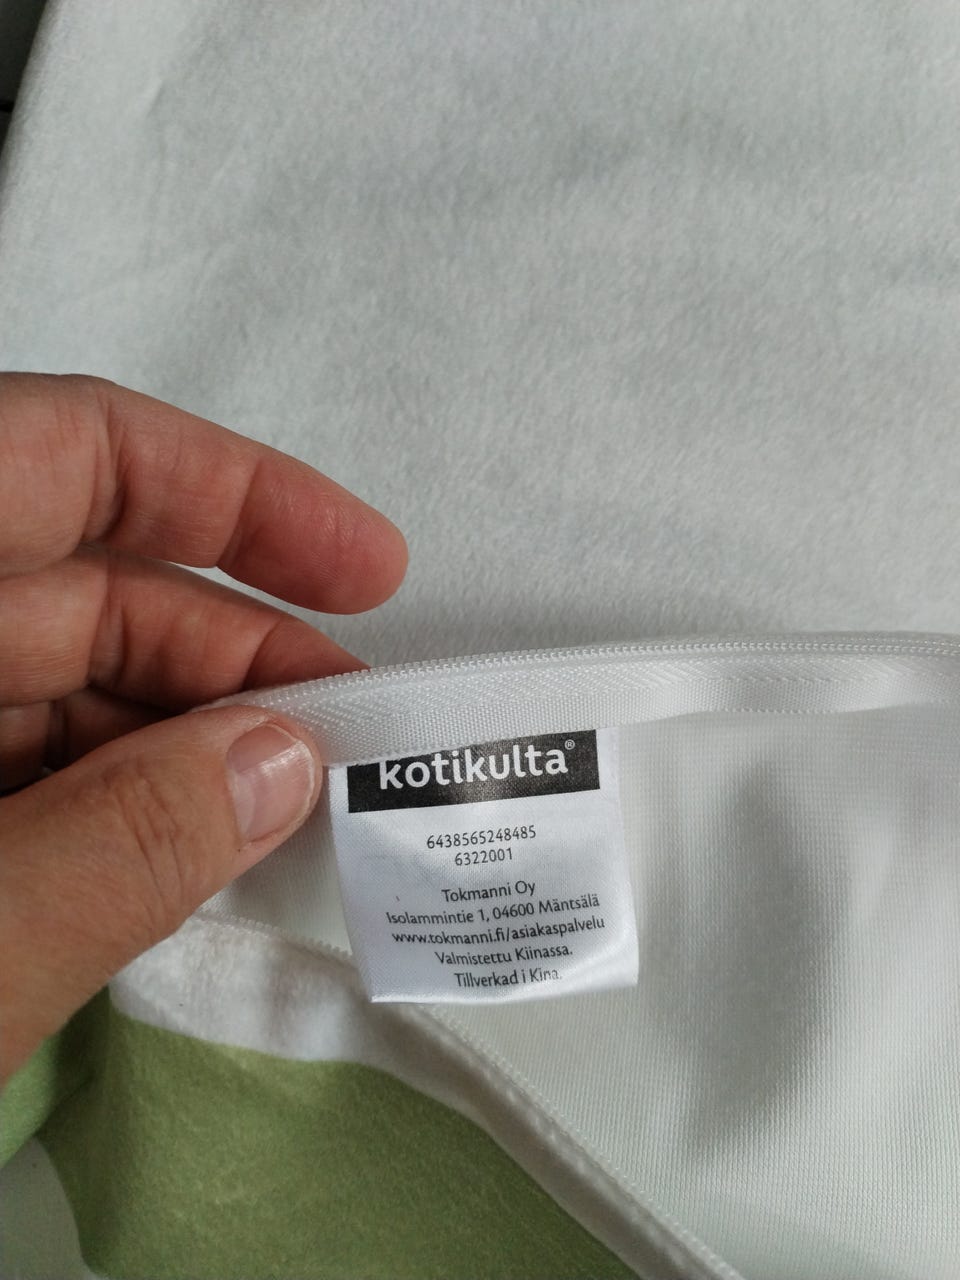 kotikulta®
6438565248485
6322001
Tokmanni Oy
Isolammintie 1, 04600 Mäntsälä
www.tokmanni.fi/asiakaspalvelu
Valmistettu Kiinassa.
Tillverkad i Kina.